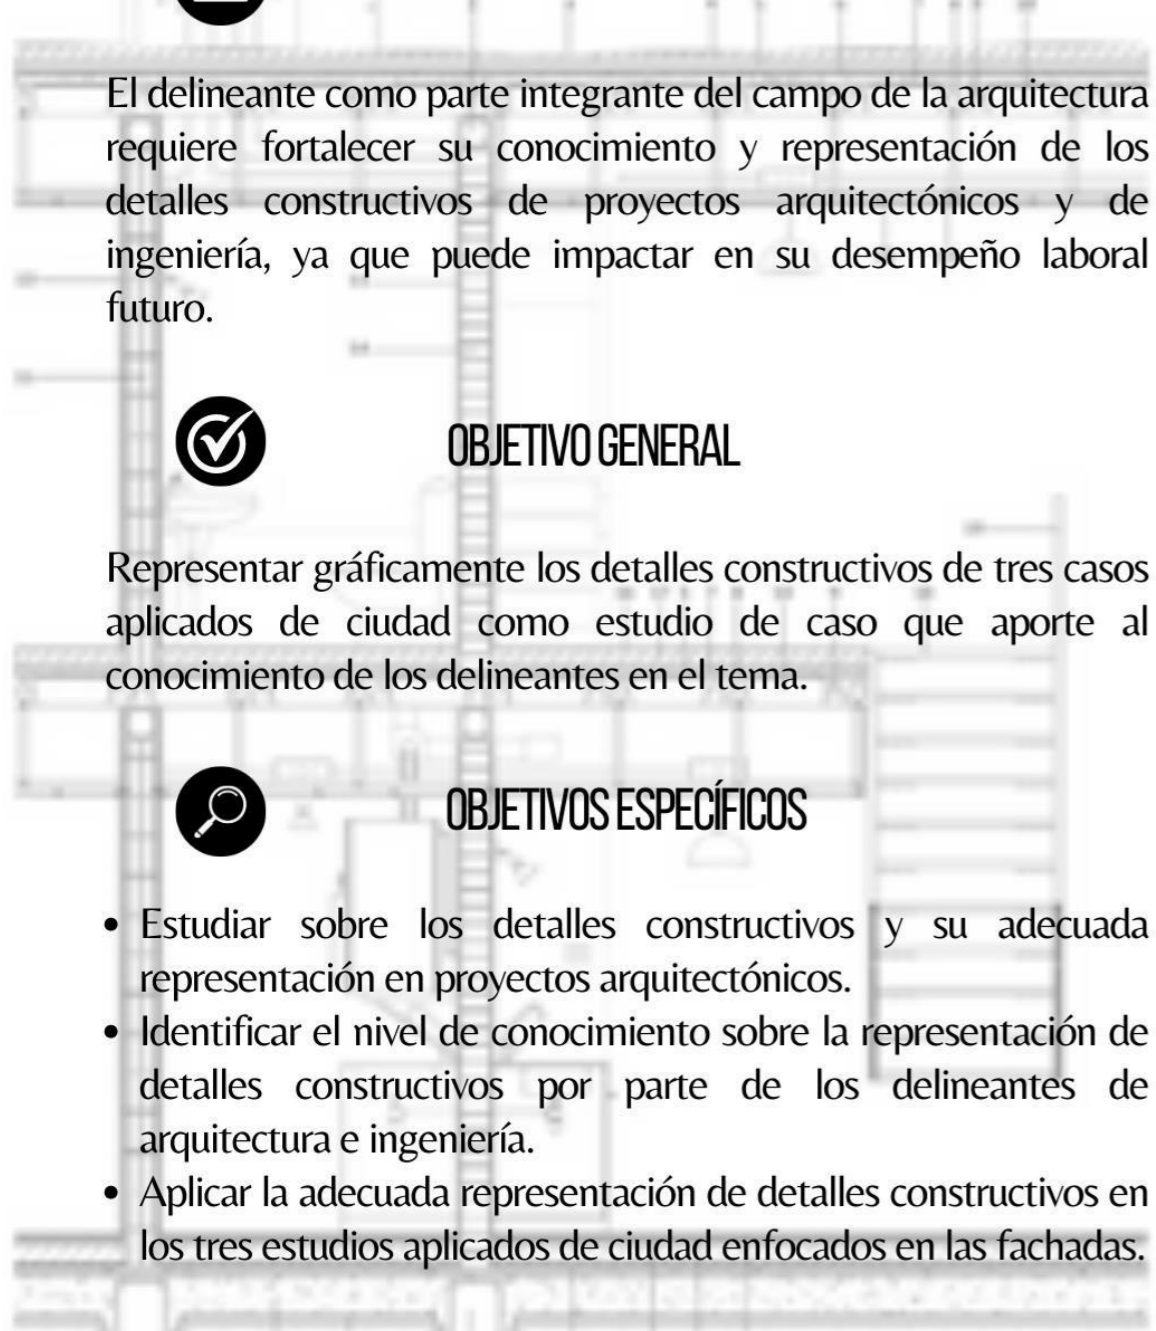 El delineante como parte integrante del campo de la arquitectura
requiere fortalecer su conocimiento y representación de los
detalles constructivos de proyectos arquitectónicos y de
ingeniería, ya que puede impactar en su desempeño laboral
futuro.
OBJETIVO GENERAL
Representar gráficamente los detalles constructivos de tres casos
aplicados de ciudad como estudio de caso que aporte al
conocimiento de los delineantes en el tema.
OBJETIVOS ESPECÍFICOS
• Estudiar sobre los detalles constructivos y su adecuada
representación en proyectos arquitectónicos.
• Identificar el nivel de conocimiento sobre la representación de
detalles constructivos por parte de los delineantes de
arquitectura e ingeniería.
• Aplicar la adecuada representación de detalles constructivos en
los tres estudios aplicados de ciudad enfocados en las fachadas.